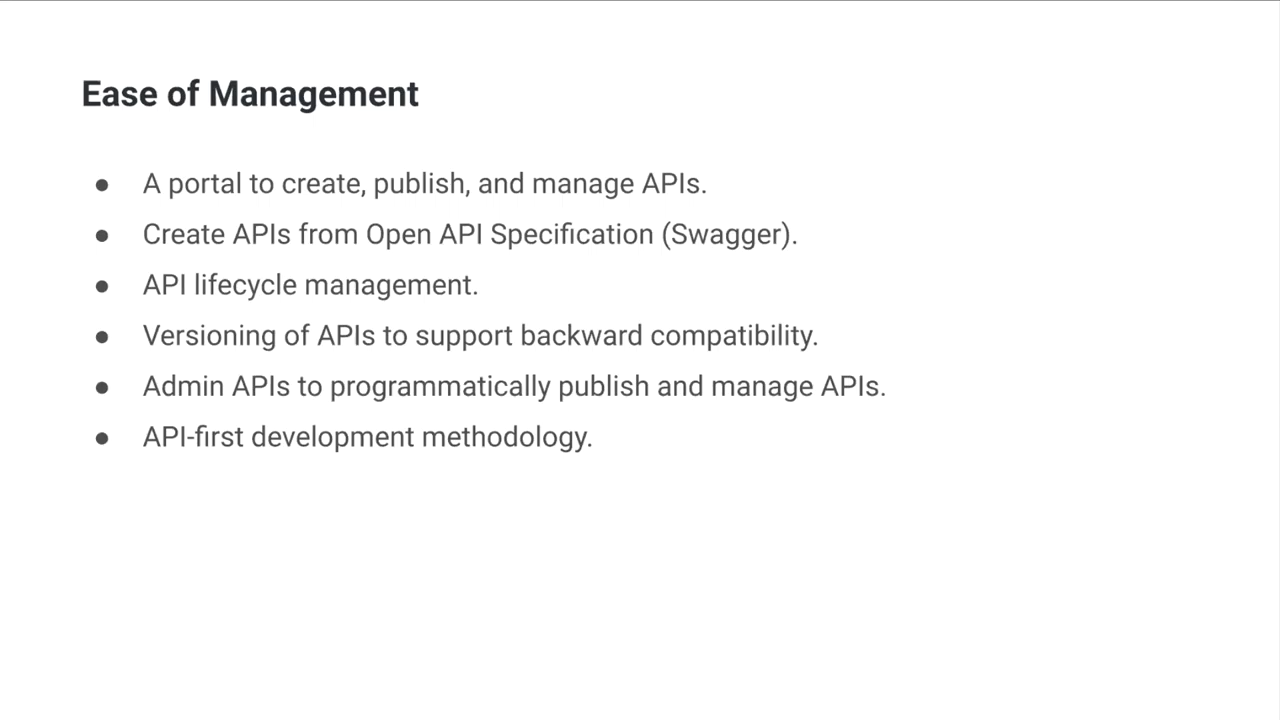 Ease of Management
● A portal to create, publish, and manage APIs.
● Create APIs from Open API Specification (Swagger).
● API lifecycle management.
● Versioning of APIs to support backward compatibility.
● Admin APIs to programmatically publish and manage APIs.
● API-first development methodology.